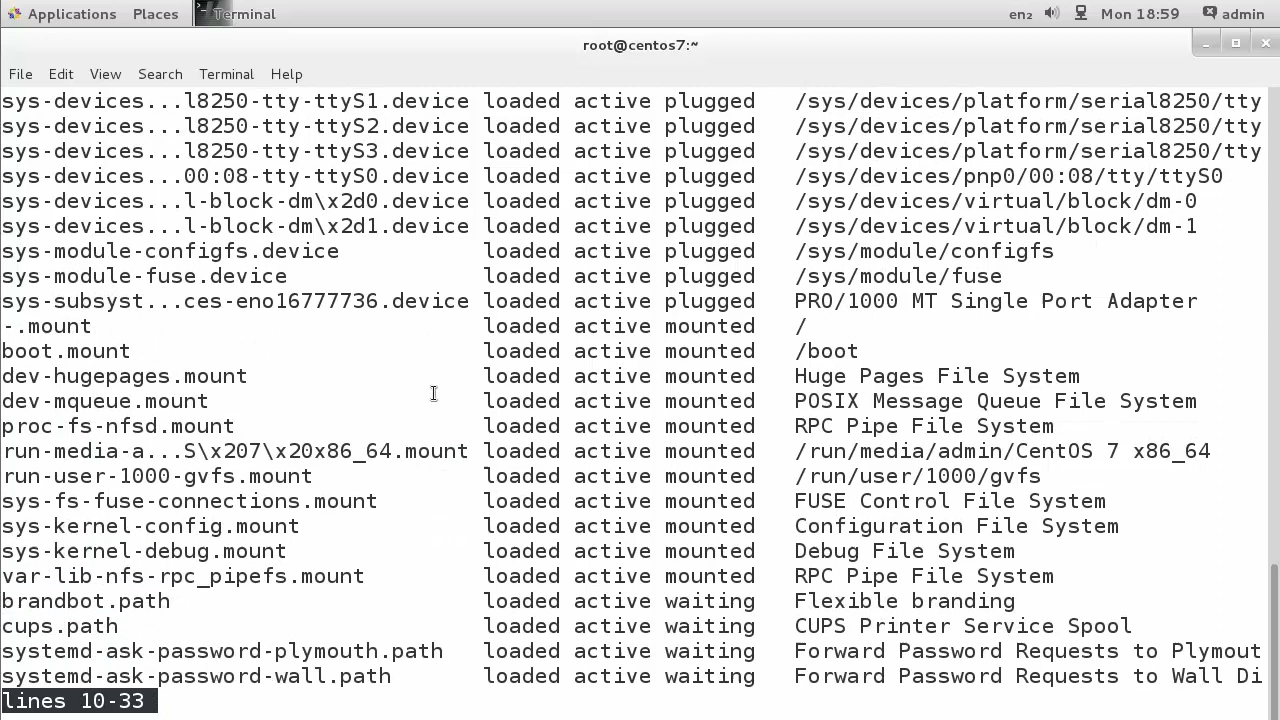 Applications Places Terminal en₂ Mon 18:59 admin
root@centos7:~
File Edit View Search Terminal Help
sys-devices...l8250-tty-ttyS1.device loaded active plugged /sys/devices/platform/serial8250/tty
sys-devices...l8250-tty-ttyS2.device loaded active plugged /sys/devices/platform/serial8250/tty
sys-devices...l8250-tty-ttyS3.device loaded active plugged /sys/devices/platform/serial8250/tty
sys-devices...00:08-tty-ttyS0.device loaded active plugged /sys/devices/pnp0/00:08/tty/ttyS0
sys-devices...l-block-dm\x2d0.device loaded active plugged /sys/devices/virtual/block/dm-0
sys-devices...l-block-dm\x2d1.device loaded active plugged /sys/devices/virtual/block/dm-1
sys-module-configfs.device loaded active plugged /sys/module/configfs
sys-module-fuse.device loaded active plugged /sys/module/fuse
sys-subsyst...ces-eno16777736.device loaded active plugged PRO/1000 MT Single Port Adapter
-.mount loaded active mounted /
boot.mount loaded active mounted /boot
dev-hugepages.mount loaded active mounted Huge Pages File System
dev-mqueue.mount loaded active mounted POSIX Message Queue File System
proc-fs-nfsd.mount loaded active mounted RPC Pipe File System
run-media-a...S\x207\x20x86_64.mount loaded active mounted /run/media/admin/CentOS 7 x86_64
run-user-1000-gvfs.mount loaded active mounted /run/user/1000/gvfs
sys-fs-fuse-connections.mount loaded active mounted FUSE Control File System
sys-kernel-config.mount loaded active mounted Configuration File System
sys-kernel-debug.mount loaded active mounted Debug File System
var-lib-nfs-rpc_pipefs.mount loaded active mounted RPC Pipe File System
brandbot.path loaded active waiting Flexible branding
cups.path loaded active waiting CUPS Printer Service Spool
systemd-ask-password-plymouth.path loaded active waiting Forward Password Requests to Plymout
systemd-ask-password-wall.path loaded active waiting Forward Password Requests to Wall Di
lines 10-33